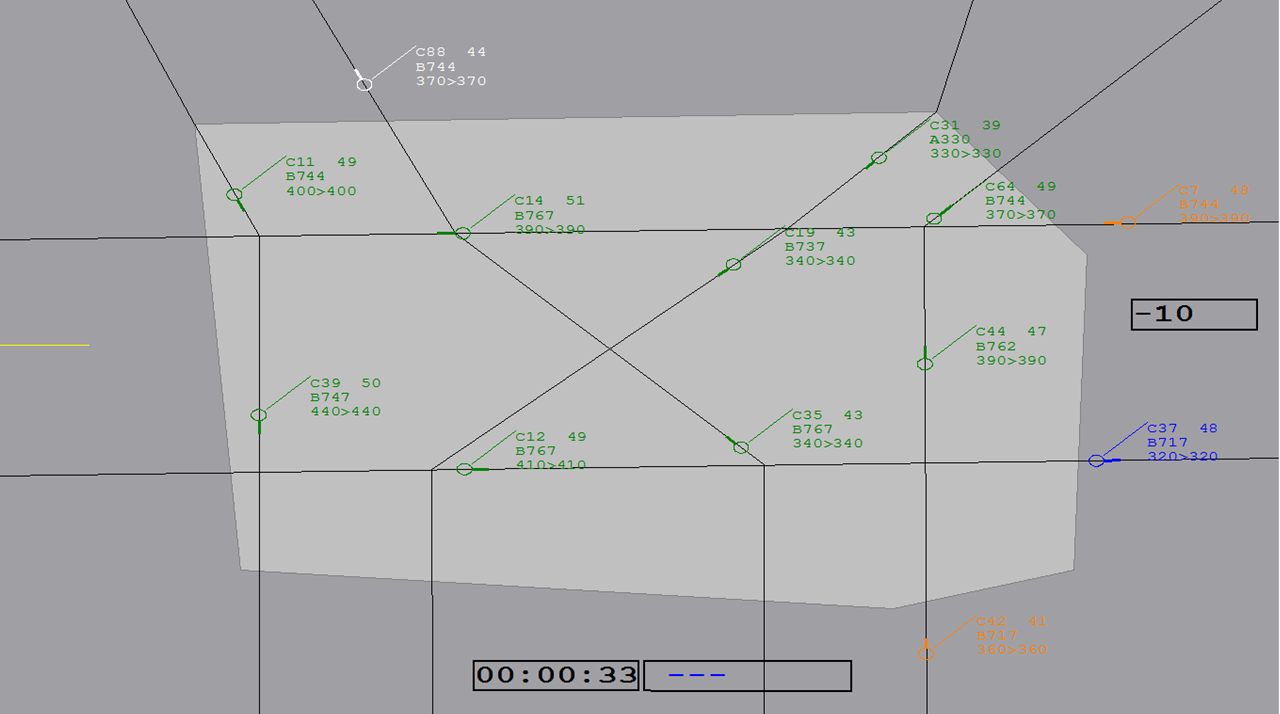 C88 44
B744
370>370
C31 39
A330
330>330
C11 49
B744
400>400
C14 51
B767
390>390
C64 49
B744
370>370
C7 48
B744
390>390
C19 43
B737
340>340
-10
C44 47
B762
390>390
C39 50
B747
440>440
C35 43
B767
340>340
C37 48
B717
320>320
C12 49
B767
410>410
C42 41
B717
360>360
00:00:33
---